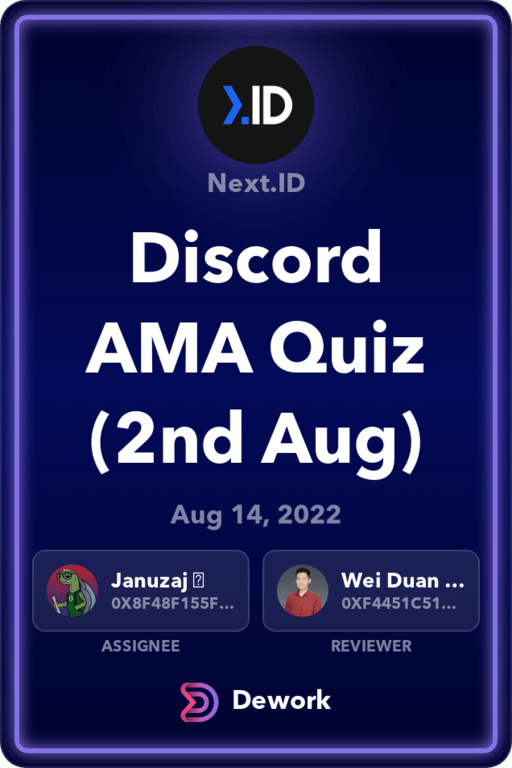 .ID
Next.ID
Discord
AMA Quiz
(2nd Aug)
Aug 14, 2022
Januzaj
0X8F48F155F...
Wei Duan ...
0XF4451C51...
ASSIGNEE
REVIEWER
Dework